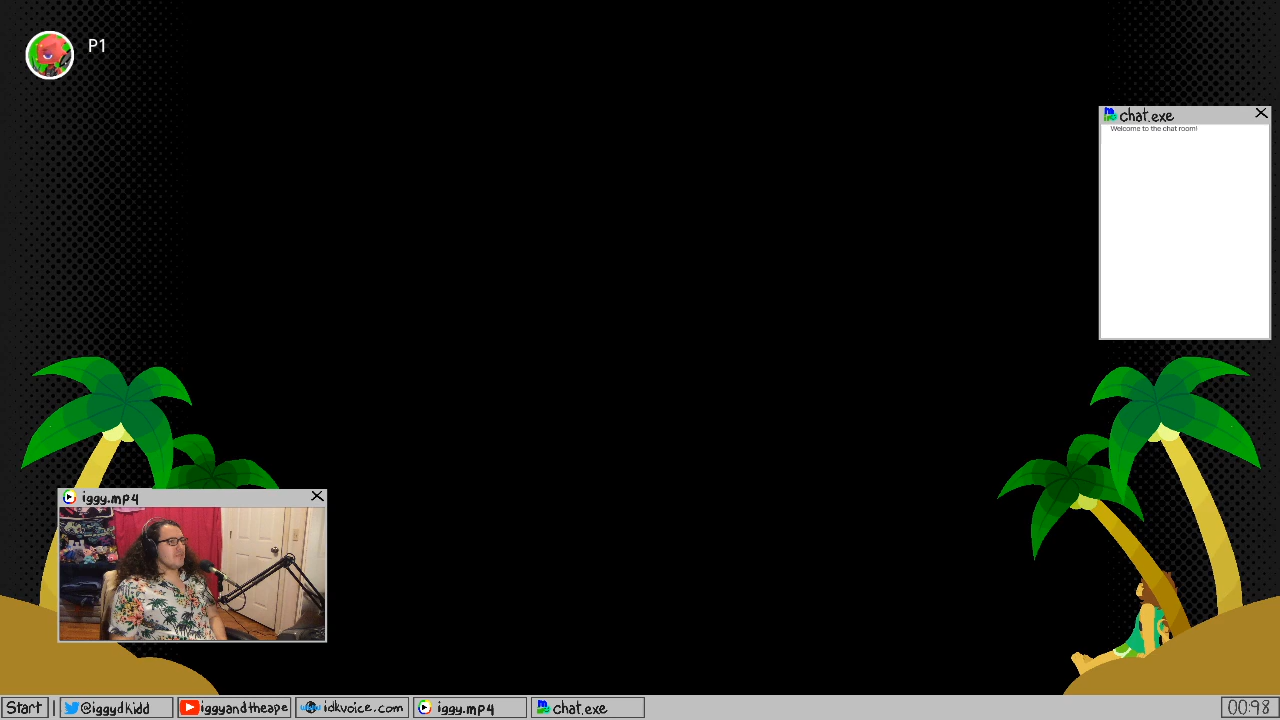 P1
chat.exe
Welcome to the chat room!
iggy.mp4
Start | @iggydkidd iggyandtheape www idkvoice.com iggy.mp4 chat.exe 00:98